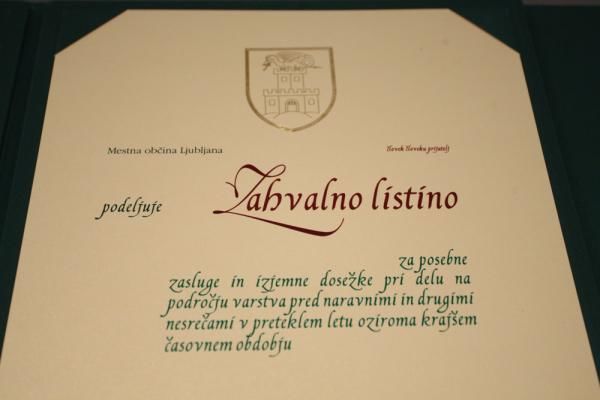 Mestna občina Ljubljana
človek človeku prijatelj
podeljuje
Zahvalno listino
za posebne
zasluge in izjemne dosežke pri delu na
področju varstva pred naravnimi in drugimi
nesrečami v preteklem letu oziroma krajšem
časovnem obdobju